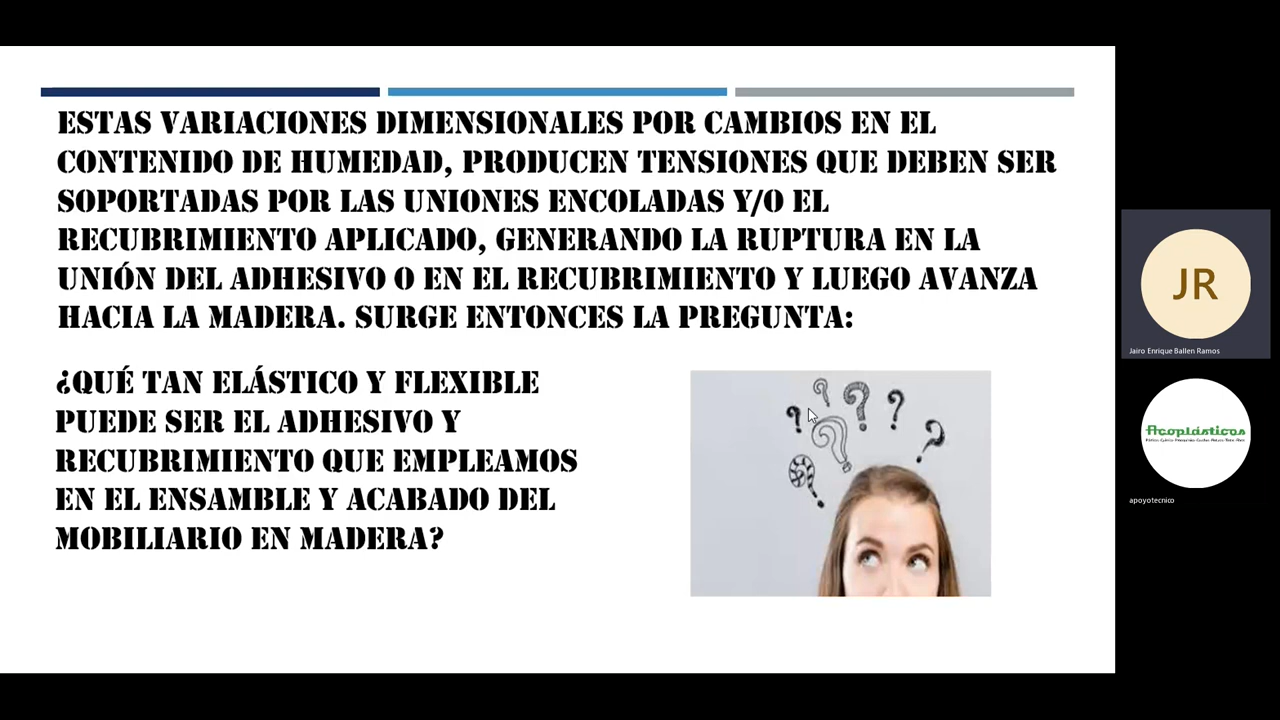 ESTAS VARIACIONES DIMENSIONALES POR CAMBIOS EN EL
CONTENIDO DE HUMEDAD, PRODUCEN TENSIONES QUE DEBEN SER
SOPORTADAS POR LAS UNIONES ENCOLADAS Y/O EL
RECUBRIMIENTO APLICADO, GENERANDO LA RUPTURA EN LA
UNIÓN DEL ADHESIVO O EN EL RECUBRIMIENTO Y LUEGO AVANZA
HACIA LA MADERA. SURGE ENTONCES LA PREGUNTA:
¿QUÉ TAN ELÁSTICO Y FLEXIBLE
PUEDE SER EL ADHESIVO Y
RECUBRIMIENTO QUE EMPLEAMOS
EN EL ENSAMBLE Y ACABADO DEL
MOBILIARIO EN MADERA?
JR
Jairo Enrique Ballen Ramos
Acoplásticos
apoyotecnico